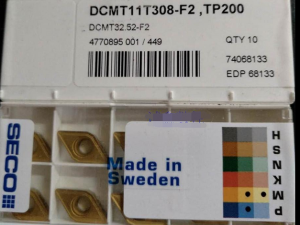 DCMT11T308-F2 ,TP200
DCMT32.52-F2
4770895 001 / 449
QTY 10
74068133
EDP 68133
SECO
Made in
Sweden
P M K N S H